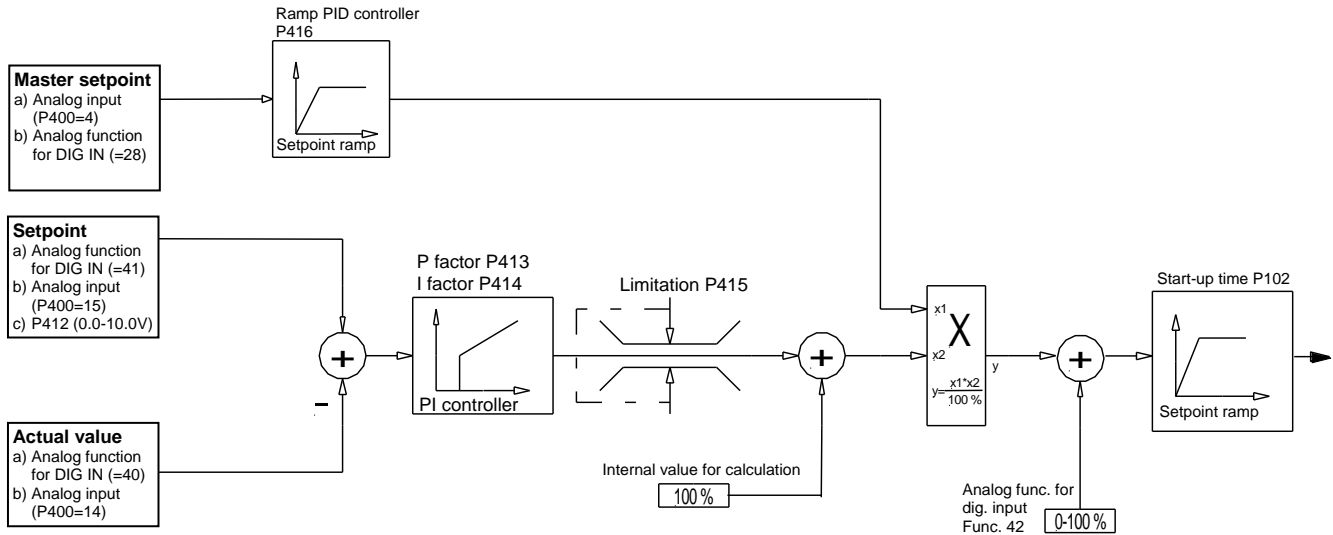 Ramp PID controller
P416
Setpoint ramp
Master setpoint
a) Analog input
(P400=4)
b) Analog function
for DIG IN (=28)
Setpoint
a) Analog function
for DIG IN (=41)
b) Analog input
(P400=15)
c) P412 (0.0-10.0V)
Actual value
a) Analog function
for DIG IN (=40)
b) Analog input
(P400=14)
+
−
P factor P413
I factor P414
PI controller
Limitation P415
+
Internal value for calculation
100 %
x1
X
x2
y=x1*x2
100 %
y
+
Analog func. for
dig. input
Func. 42
0-100 %
Start-up time P102
Setpoint ramp